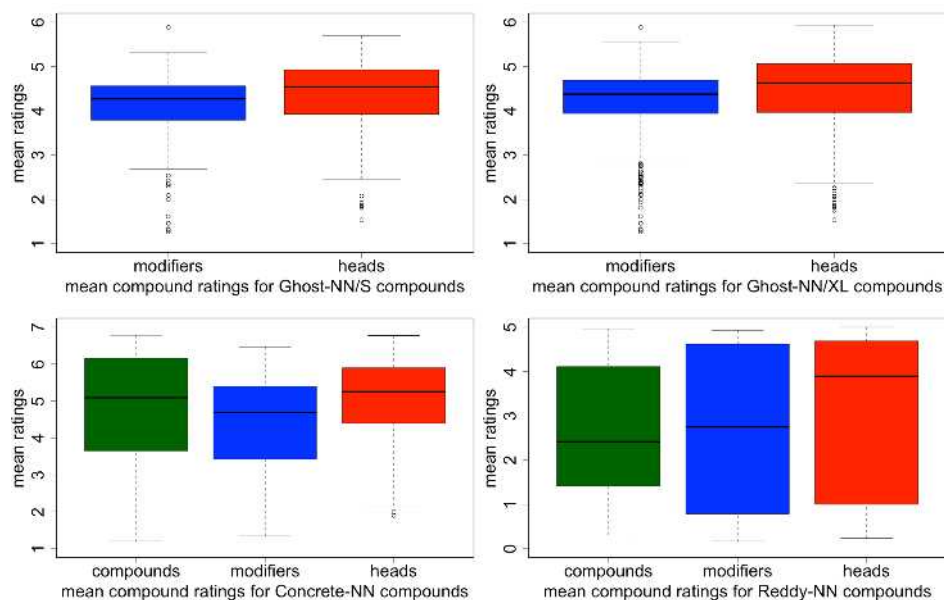 mean ratings
6
5
4
3
2
1
modifiers heads
mean compound ratings for Ghost-NN/S compounds
mean ratings
6
5
4
3
2
1
modifiers heads
mean compound ratings for Ghost-NN/XL compounds
mean ratings
7
6
5
4
3
2
1
compounds modifiers heads
mean compound ratings for Concrete-NN compounds
mean ratings
5
4
3
2
1
0
compounds modifiers heads
mean compound ratings for Reddy-NN compounds